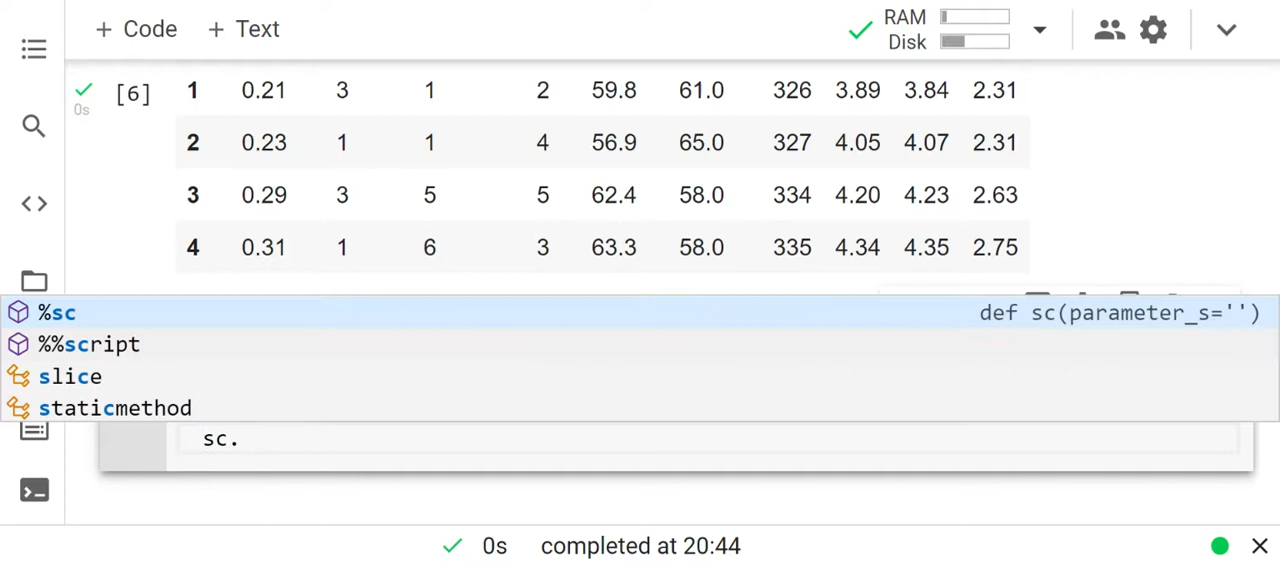 + Code + Text RAM
Disk
[6] 1 0.21 3 1 2 59.8 61.0 326 3.89 3.84 2.31
0s
2 0.23 1 1 4 56.9 65.0 327 4.05 4.07 2.31
3 0.29 3 5 5 62.4 58.0 334 4.20 4.23 2.63
4 0.31 1 6 3 63.3 58.0 335 4.34 4.35 2.75
%sc def sc(parameter_s='')
%%script
slice
staticmethod
sc.
0s completed at 20:44